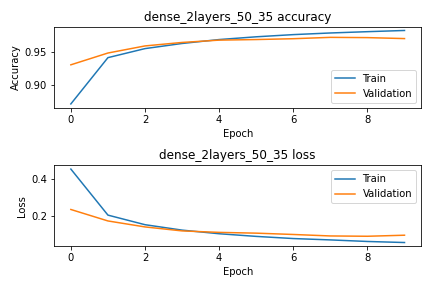 dense_2layers_50_35 accuracy
0.95
0.90
Accuracy
Train
Validation
0 2 4 6 8
Epoch
dense_2layers_50_35 loss
0.4
0.2
Loss
Train
Validation
0 2 4 6 8
Epoch